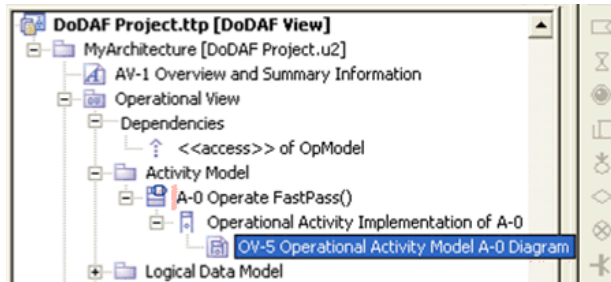 DoDAF Project.ttp [DoDAF View]
MyArchitecture [DoDAF Project.u2]
AV-1 Overview and Summary Information
Operational View
Dependencies
<<access>> of OpModel
Activity Model
A-0 Operate FastPass()
Operational Activity Implementation of A-0
OV-5 Operational Activity Model A-0 Diagram
Logical Data Model